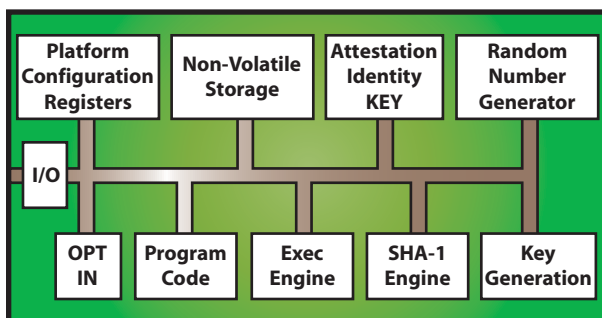 Platform
Configuration
Registers
Non-Volatile
Storage
Attestation
Identity
KEY
Random
Number
Generator
I/O
OPT
IN
Program
Code
Exec
Engine
SHA-1
Engine
Key
Generation